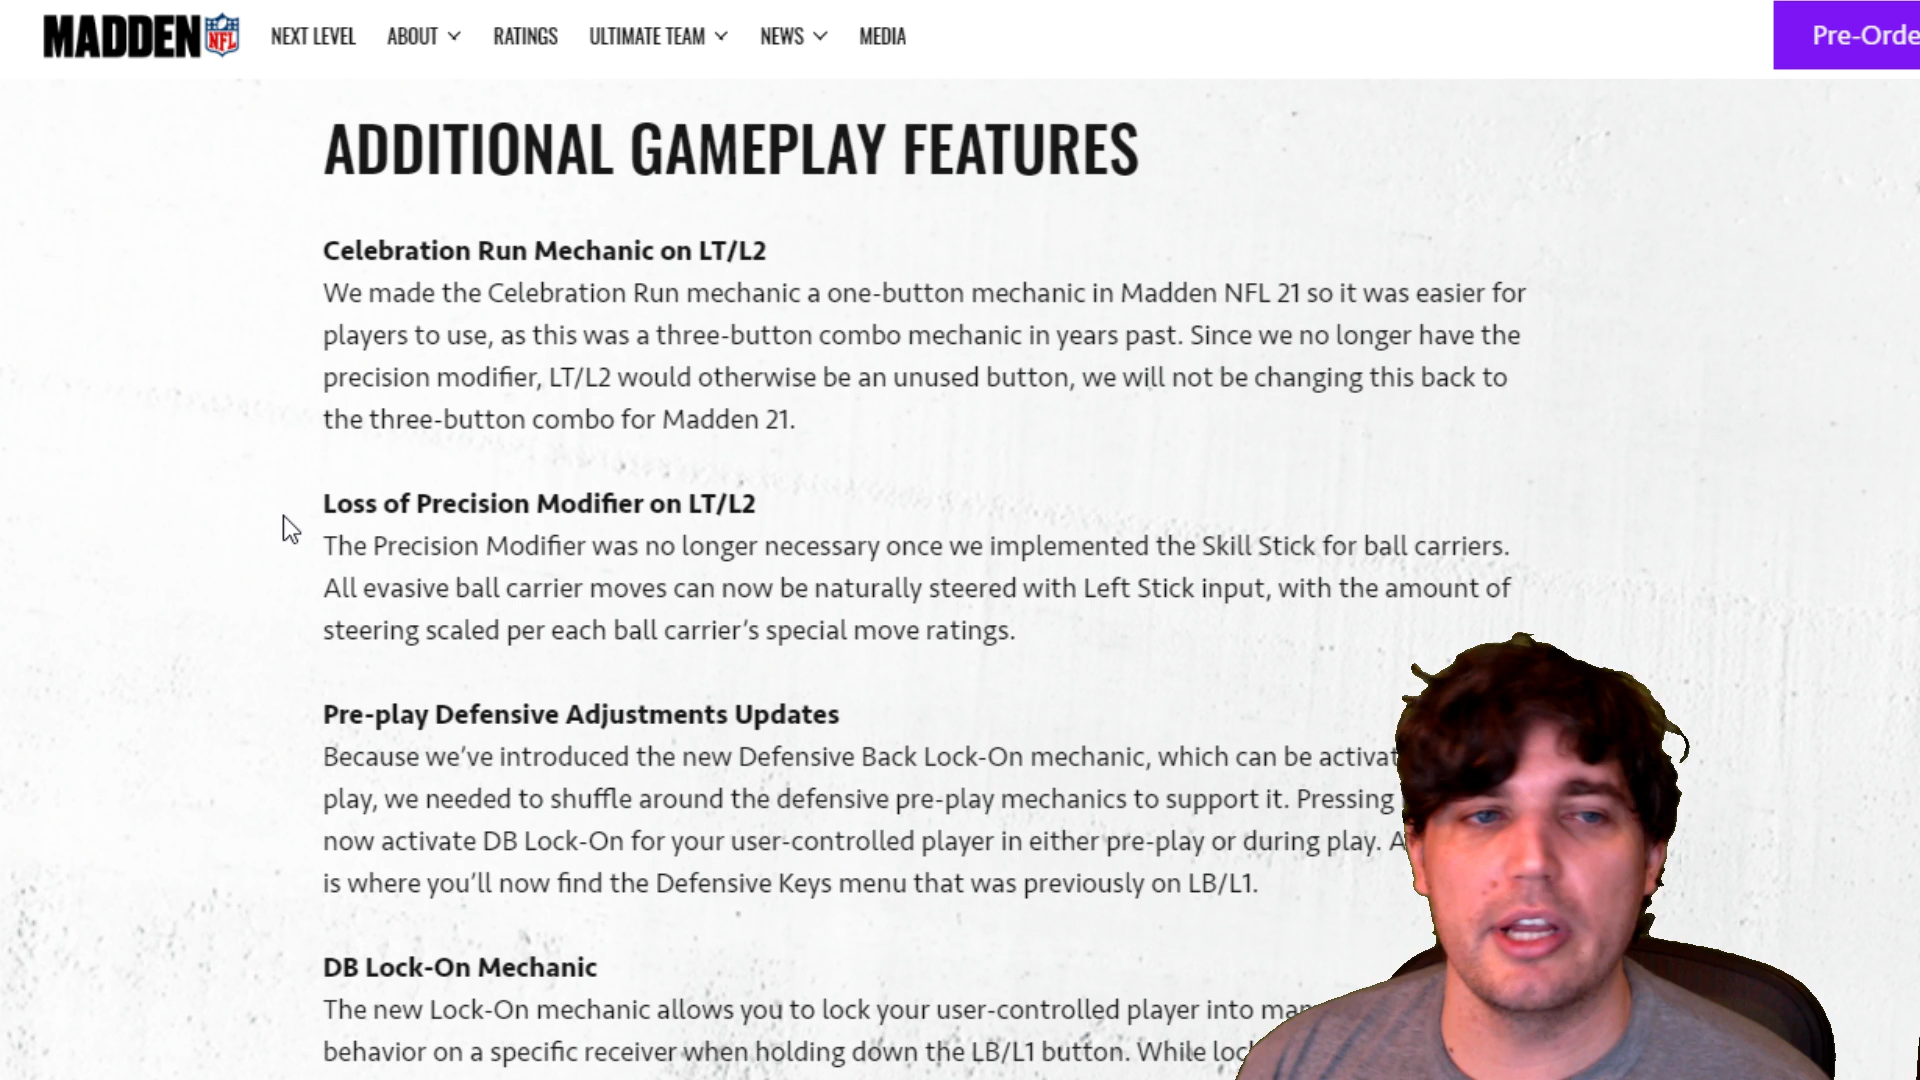 MADDEN NFL NEXT LEVEL ABOUT RATINGS ULTIMATE TEAM NEWS MEDIA Pre-Orde
ADDITIONAL GAMEPLAY FEATURES
Celebration Run Mechanic on LT/L2
We made the Celebration Run mechanic a one-button mechanic in Madden NFL 21 so it was easier for
players to use, as this was a three-button combo mechanic in years past. Since we no longer have the
precision modifier, LT/L2 would otherwise be an unused button, we will not be changing this back to
the three-button combo for Madden 21.
Loss of Precision Modifier on LT/L2
The Precision Modifier was no longer necessary once we implemented the Skill Stick for ball carriers.
All evasive ball carrier moves can now be naturally steered with Left Stick input, with the amount of
steering scaled per each ball carrier’s special move ratings.
Pre-play Defensive Adjustments Updates
Because we’ve introduced the new Defensive Back Lock-On mechanic, which can be activat
play, we needed to shuffle around the defensive pre-play mechanics to support it. Pressing
now activate DB Lock-On for your user-controlled player in either pre-play or during play. A
is where you’ll now find the Defensive Keys menu that was previously on LB/L1.
DB Lock-On Mechanic
The new Lock-On mechanic allows you to lock your user-controlled player into man
behavior on a specific receiver when holding down the LB/L1 button. While loc